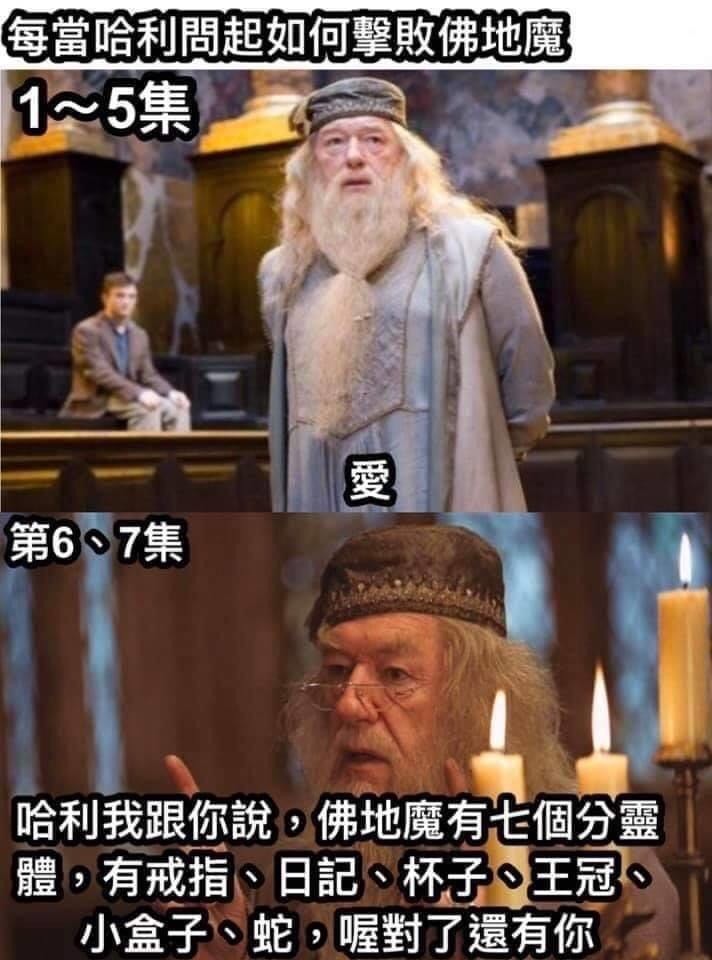 每當哈利問起如何擊敗佛地魔
1～5集
愛
第6、7集
哈利我跟你說，佛地魔有七個分靈
體，有戒指、日記、杯子、王冠、
小盒子、蛇，喔對了還有你